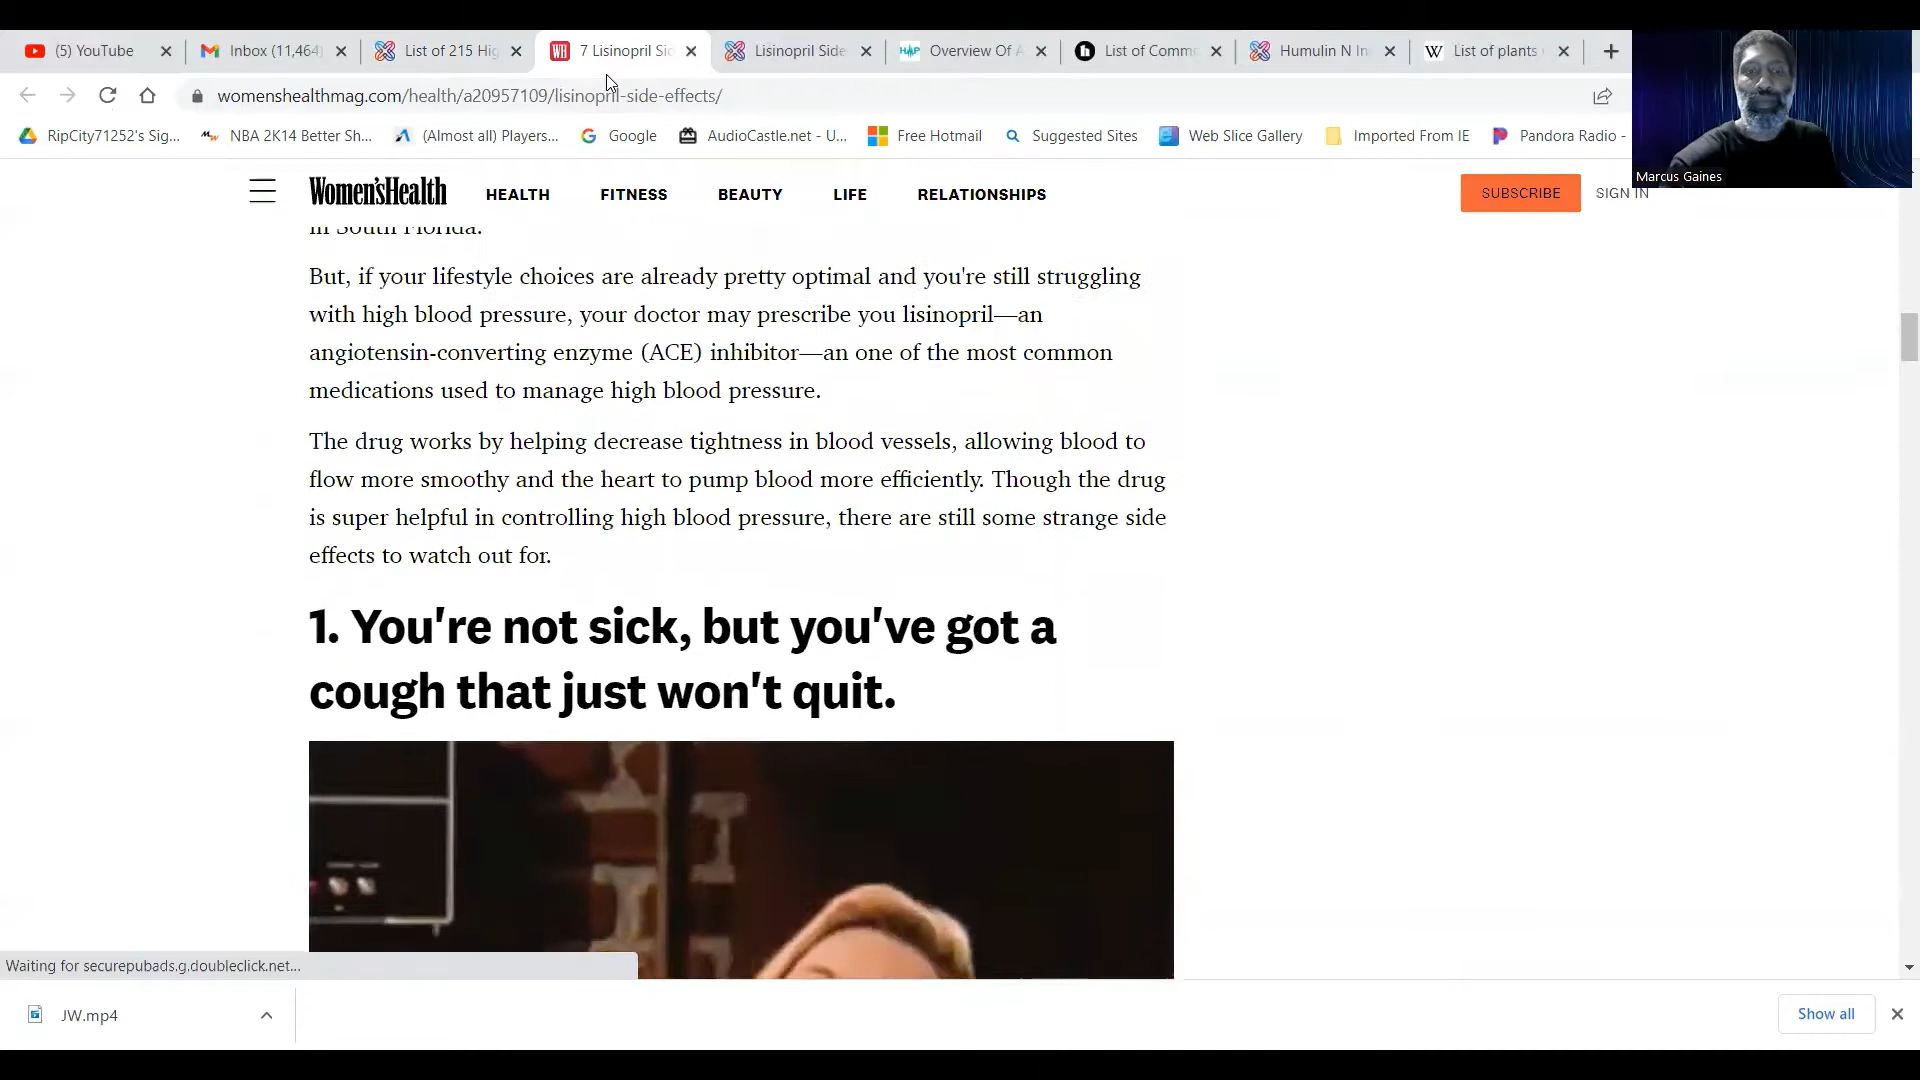 (5) YouTube
Inbox (11,464)
List of 215 Hig
7 Lisinopril Sid
Lisinopril Side
Overview Of A
List of Comm
Humulin N In
List of plants
womenshealthmag.com/health/a20957109/lisinopril-side-effects/
RipCity71252's Sig...
NBA 2K14 Better Sh...
(Almost all) Players...
Google
AudioCastle.net - U...
Free Hotmail
Suggested Sites
Web Slice Gallery
Imported From IE
Pandora Radio -
Marcus Gaines
Women'sHealth
HEALTH
FITNESS
BEAUTY
LIFE
RELATIONSHIPS
SUBSCRIBE
SIGN IN
in South Florida.
But, if your lifestyle choices are already pretty optimal and you're still struggling
with high blood pressure, your doctor may prescribe you lisinopril—an
angiotensin-converting enzyme (ACE) inhibitor—an one of the most common
medications used to manage high blood pressure.
The drug works by helping decrease tightness in blood vessels, allowing blood to
flow more smoothy and the heart to pump blood more efficiently. Though the drug
is super helpful in controlling high blood pressure, there are still some strange side
effects to watch out for.
1. You're not sick, but you've got a
cough that just won't quit.
Waiting for securepubads.g.doubleclick.net...
JW.mp4
Show all